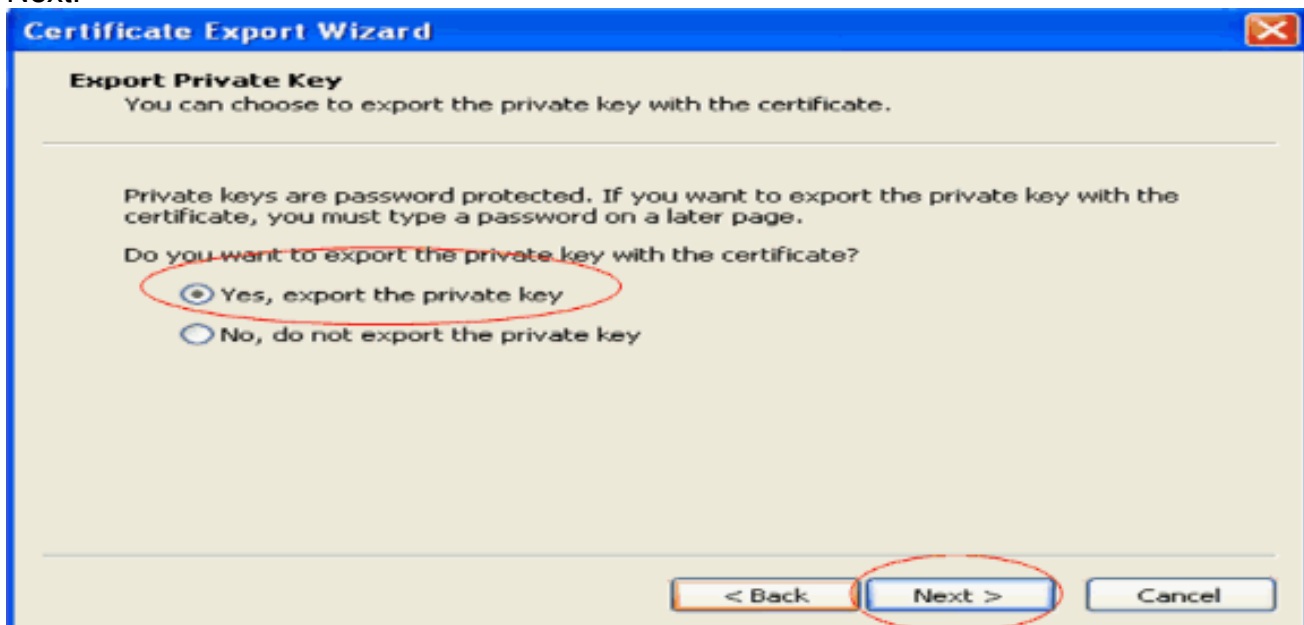 Next.
Certificate Export Wizard
Export Private Key
You can choose to export the private key with the certificate.
Private keys are password protected. If you want to export the private key with the
certificate, you must type a password on a later page.
Do you want to export the private key with the certificate?
Yes, export the private key
No, do not export the private key
< Back
Next >
Cancel